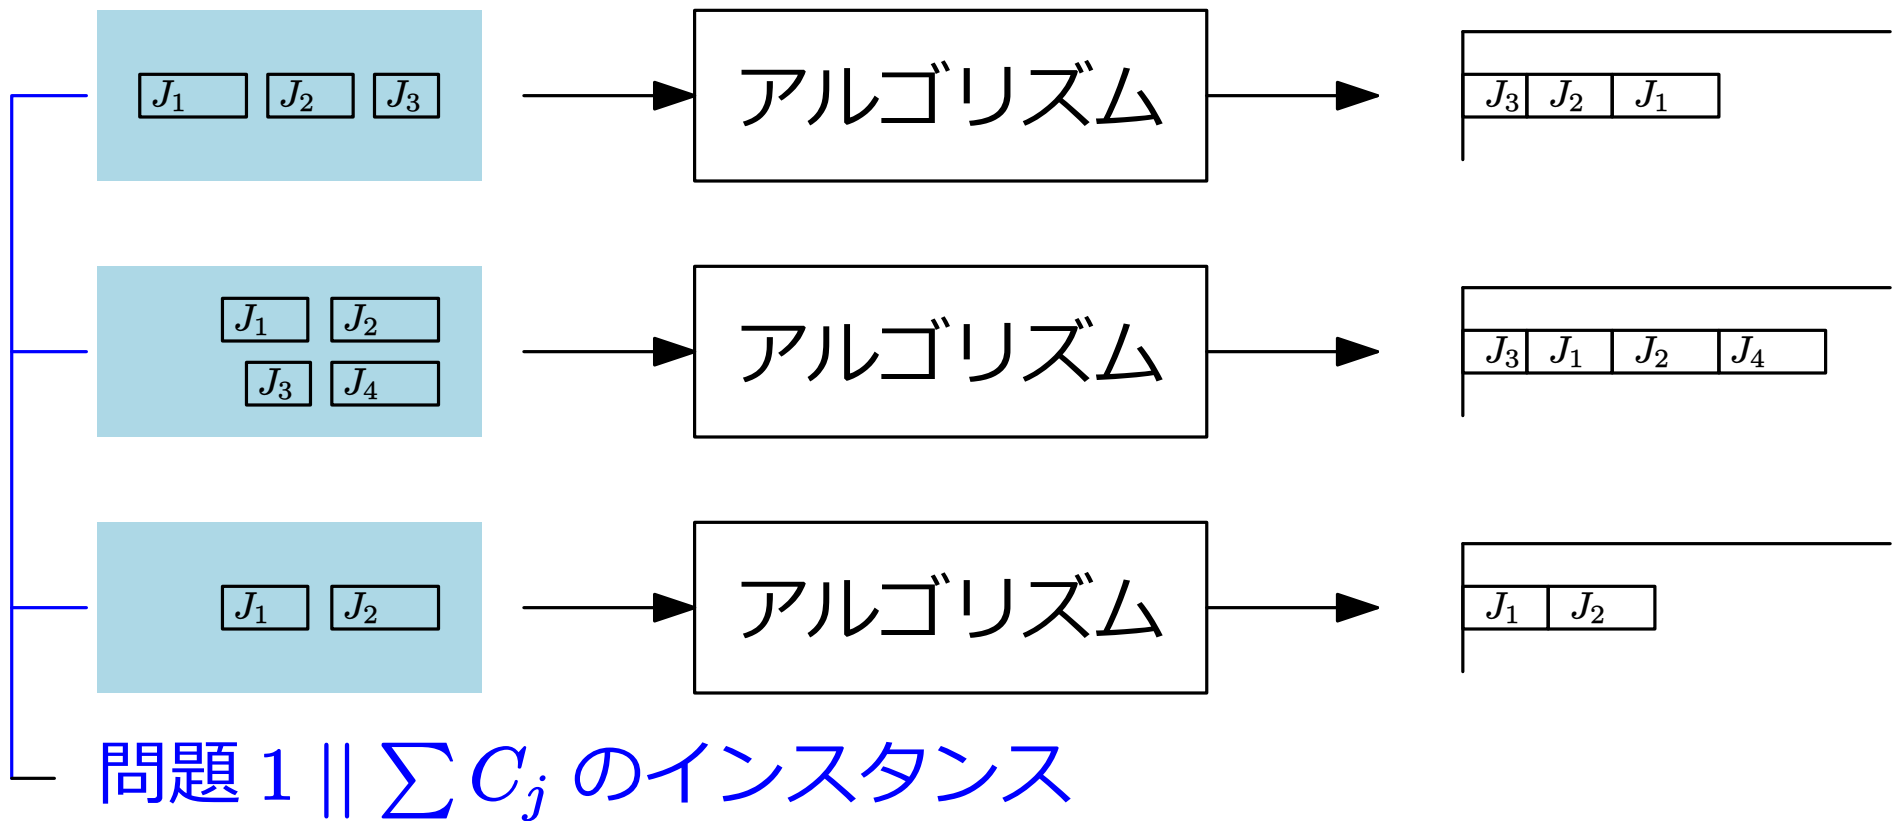 J1 J2 J3 アルゴリズム J3 J2 J1
J1 J2
J3 J4 アルゴリズム J3 J1 J2 J4
J1 J2 アルゴリズム J1 J2
問題 1 || ∑ Cj のインスタンス